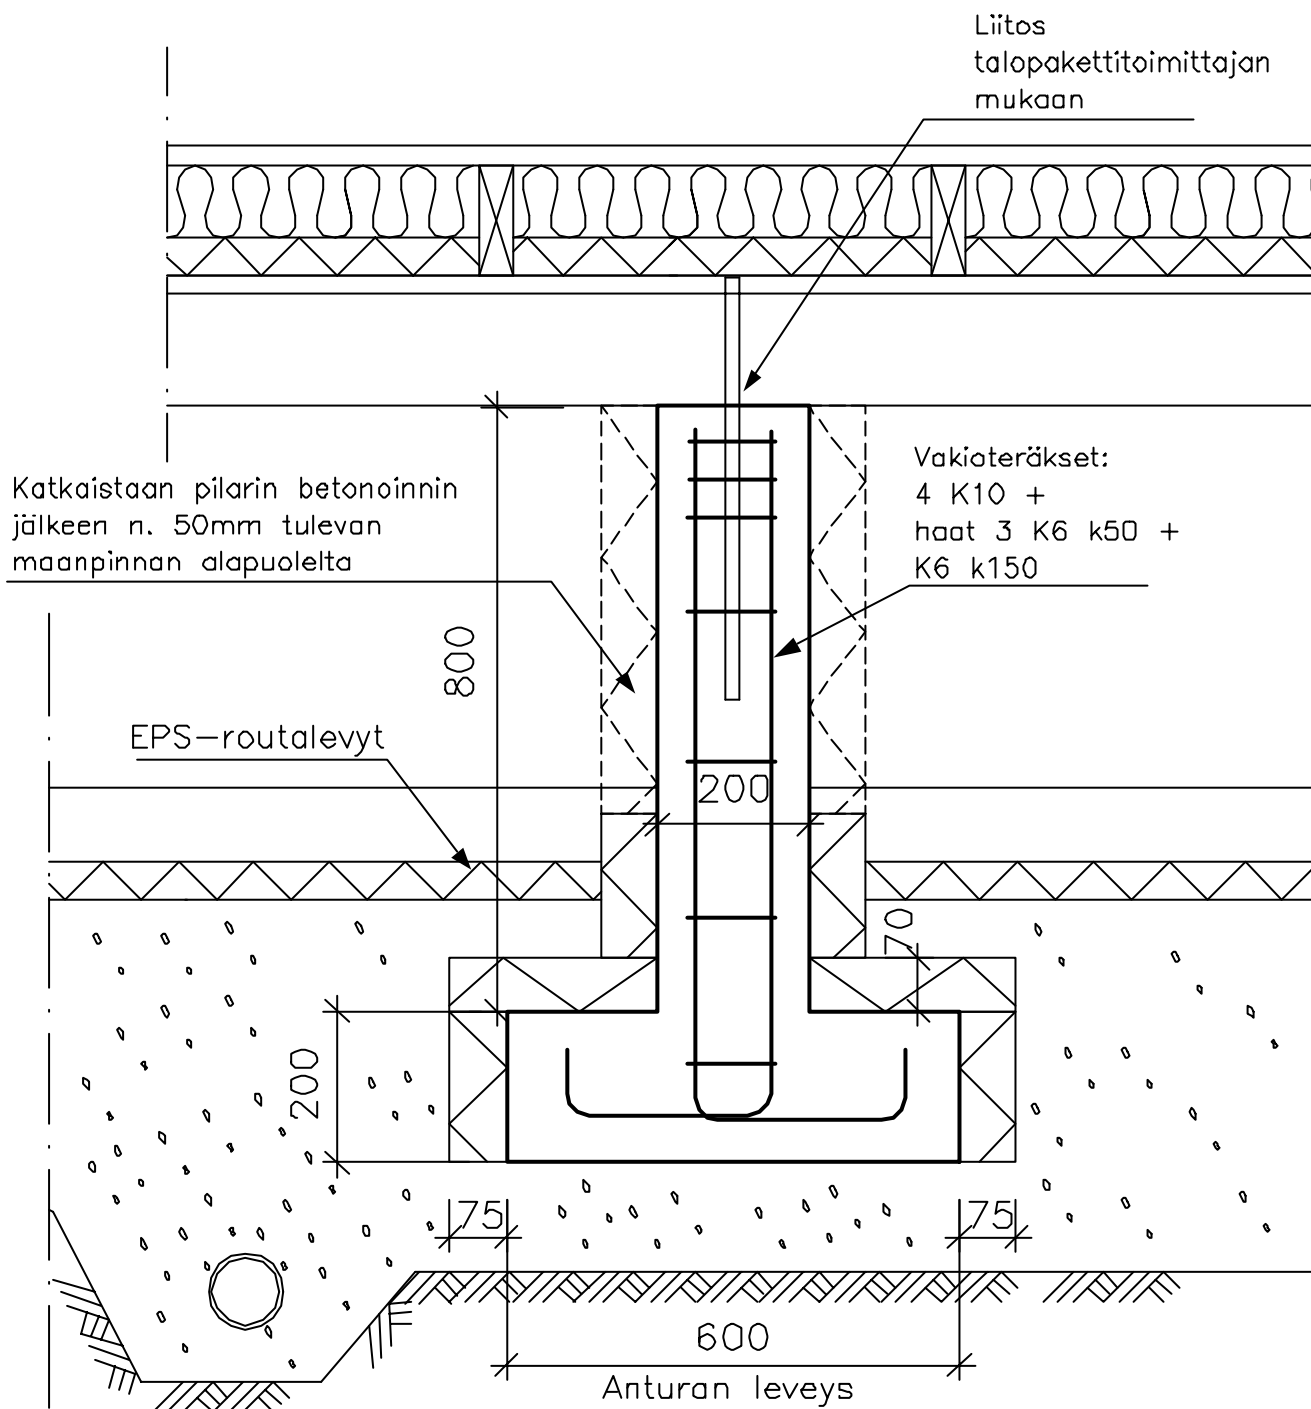 Liitos
talopakettitoimittajan
mukaan
Katkaistaan pilarin betonoinnin
jälkeen n. 50mm tulevan
maanpinnan alapuolelta
Vakioteräkset:
4 K10 +
haat 3 K6 k50 +
K6 k150
800
EPS-routalevyt
200
70
200
75
75
600
Anturan leveys